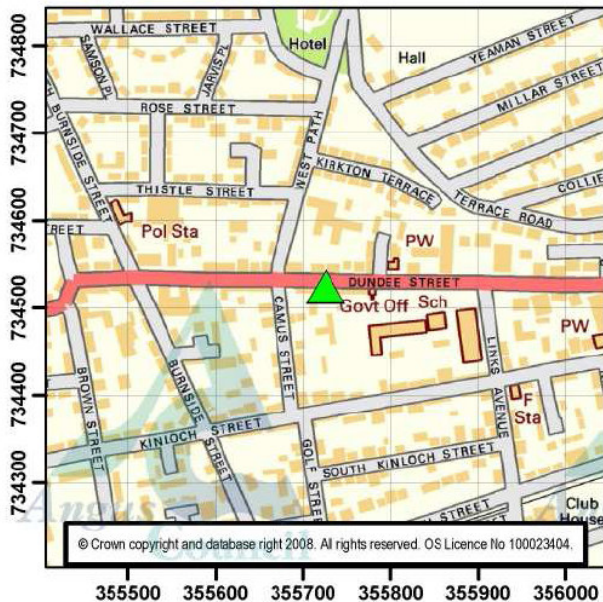 WALLACE STREET
Hotel
Hall
YEAMAN STREET
SAMSON PL
JARVIS PL
MILLAR STREET
ROSE STREET
BURNSIDE STREET
WEST PATH
KIRKTON TERRACE
COLLIE
THISTLE STREET
TERRACE ROAD
Pol Sta
TREET
PW
DUNDEE STREET
Govt Off
Sch
PW
CAMUS STREET
LINKS AVENUE
BROWN STREET
BURNSIDE STREET
F
Sta
KINLOCH STREET
GOLF STREE
SOUTH KINLOCH STREET
STREET
Club
House
Angus
Council
© Crown copyright and database right 2008. All rights reserved. OS Licence No 100023404.
734800
734700
734600
734500
734400
734300
355500 355600 355700 355800 355900 356000